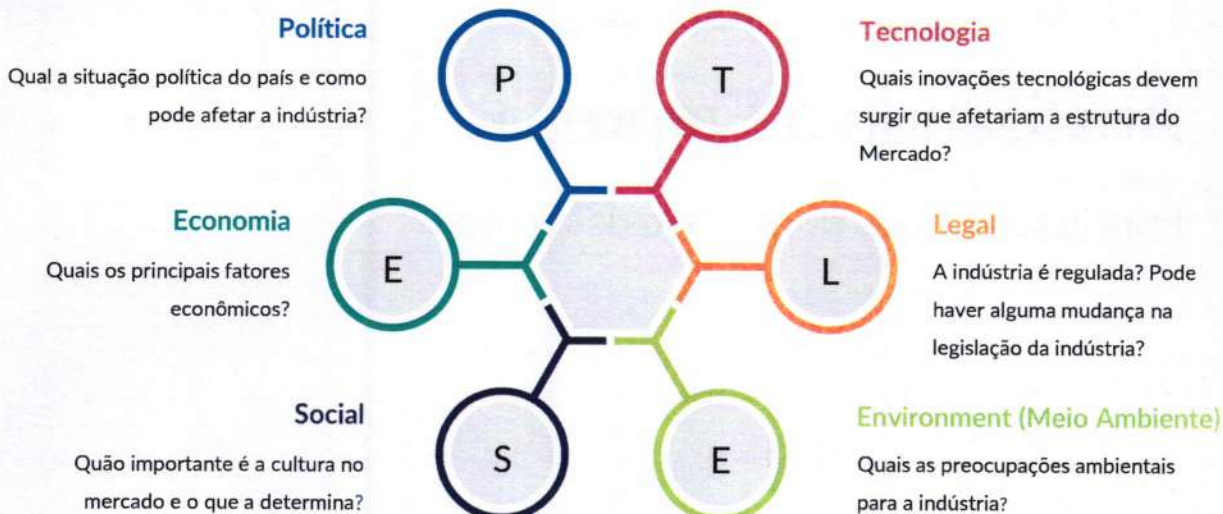 Política
Qual a situação política do país e como
pode afetar a indústria?
P
Economia
Quais os principais fatores
econômicos?
E
Social
Quão importante é a cultura no
mercado e o que a determina?
S
T
Tecnologia
Quais inovações tecnológicas devem
surgir que afetariam a estrutura do
Mercado?
L
Legal
A indústria é regulada? Pode
haver alguma mudança na
legislação da indústria?
E
Environment (Meio Ambiente)
Quais as preocupações ambientais
para a indústria?